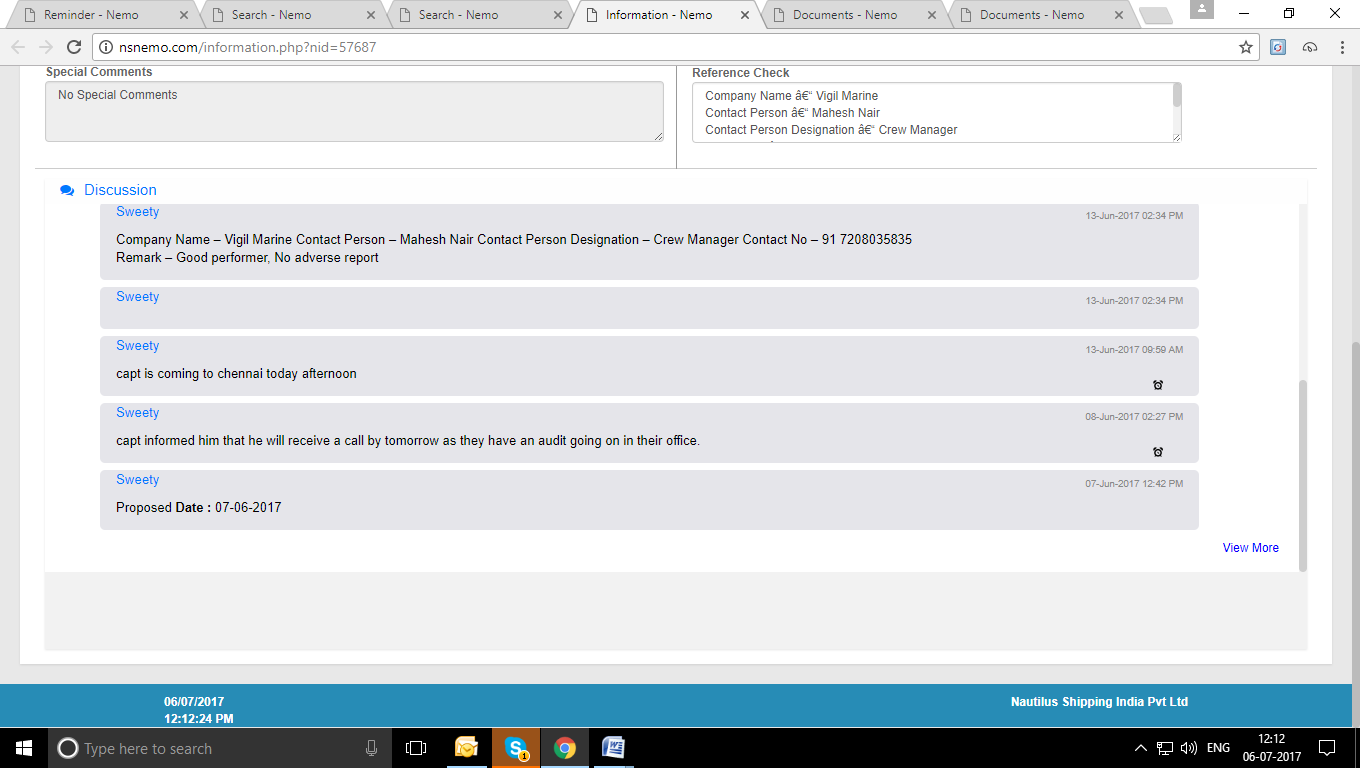 Reminder - Nemo
Search - Nemo
Search - Nemo
Information - Nemo
Documents - Nemo
Documents - Nemo
nsnemo.com/information.php?nid=57687
Special Comments
No Special Comments
Reference Check
Company Name â€“ Vigil Marine
Contact Person â€“ Mahesh Nair
Contact Person Designation â€“ Crew Manager
Discussion
Sweety
13-Jun-2017 02:34 PM
Company Name – Vigil Marine Contact Person – Mahesh Nair Contact Person Designation – Crew Manager Contact No – 91 7208035835
Remark – Good performer, No adverse report
Sweety
13-Jun-2017 02:34 PM
Sweety
13-Jun-2017 09:59 AM
capt is coming to chennai today afternoon
Sweety
08-Jun-2017 02:27 PM
capt informed him that he will receive a call by tomorrow as they have an audit going on in their office.
Sweety
07-Jun-2017 12:42 PM
Proposed Date : 07-06-2017
View More
06/07/2017
12:12:24 PM
Nautilus Shipping India Pvt Ltd
Type here to search
S
1
W
ENG
12:12
06-07-2017